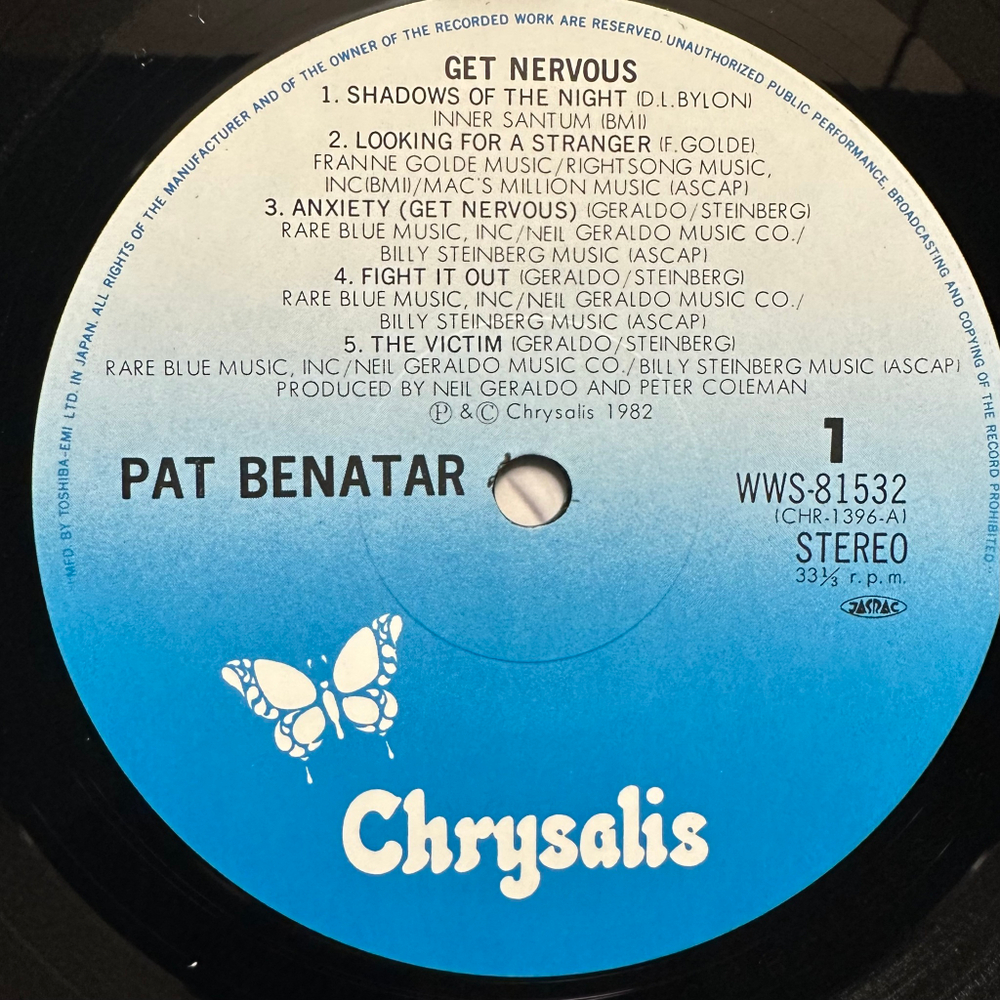 "MFD. BY TOSHIBA-EMI LTD. IN JAPAN. ALL RIGHTS OF THE MANUFACTURER AND OF THE OWNER OF THE RECORDED WORK ARE RESERVED. UNAUTHORIZED PUBLIC PERFORMANCE, BROADCASTING AND COPYING OF THE RECORD PROHIBITED"
GET NERVOUS
1. SHADOWS OF THE NIGHT (D.L.BYLON)
INNER SANTUM (BMI)
2. LOOKING FOR A STRANGER (F.GOLDE)
FRANNE GOLDE MUSIC/RIGHTSONG MUSIC,
INC(BMI)/MAC'S MILLION MUSIC (ASCAP)
3. ANXIETY (GET NERVOUS) (GERALDO/STEINBERG)
RARE BLUE MUSIC, INC/NEIL GERALDO MUSIC CO./
BILLY STEINBERG MUSIC (ASCAP)
4. FIGHT IT OUT (GERALDO/STEINBERG)
RARE BLUE MUSIC, INC/NEIL GERALDO MUSIC CO./
BILLY STEINBERG MUSIC (ASCAP)
5. THE VICTIM (GERALDO/STEINBERG)
RARE BLUE MUSIC, INC/NEIL GERALDO MUSIC CO./BILLY STEINBERG MUSIC (ASCAP)
PRODUCED BY NEIL GERALDO AND PETER COLEMAN
Ⓟ & Ⓒ Chrysalis 1982
PAT BENATAR
1
WWS-81532
(CHR-1396-A)
STEREO
33⅓ r.p.m.
JASRAC
Chrysalis